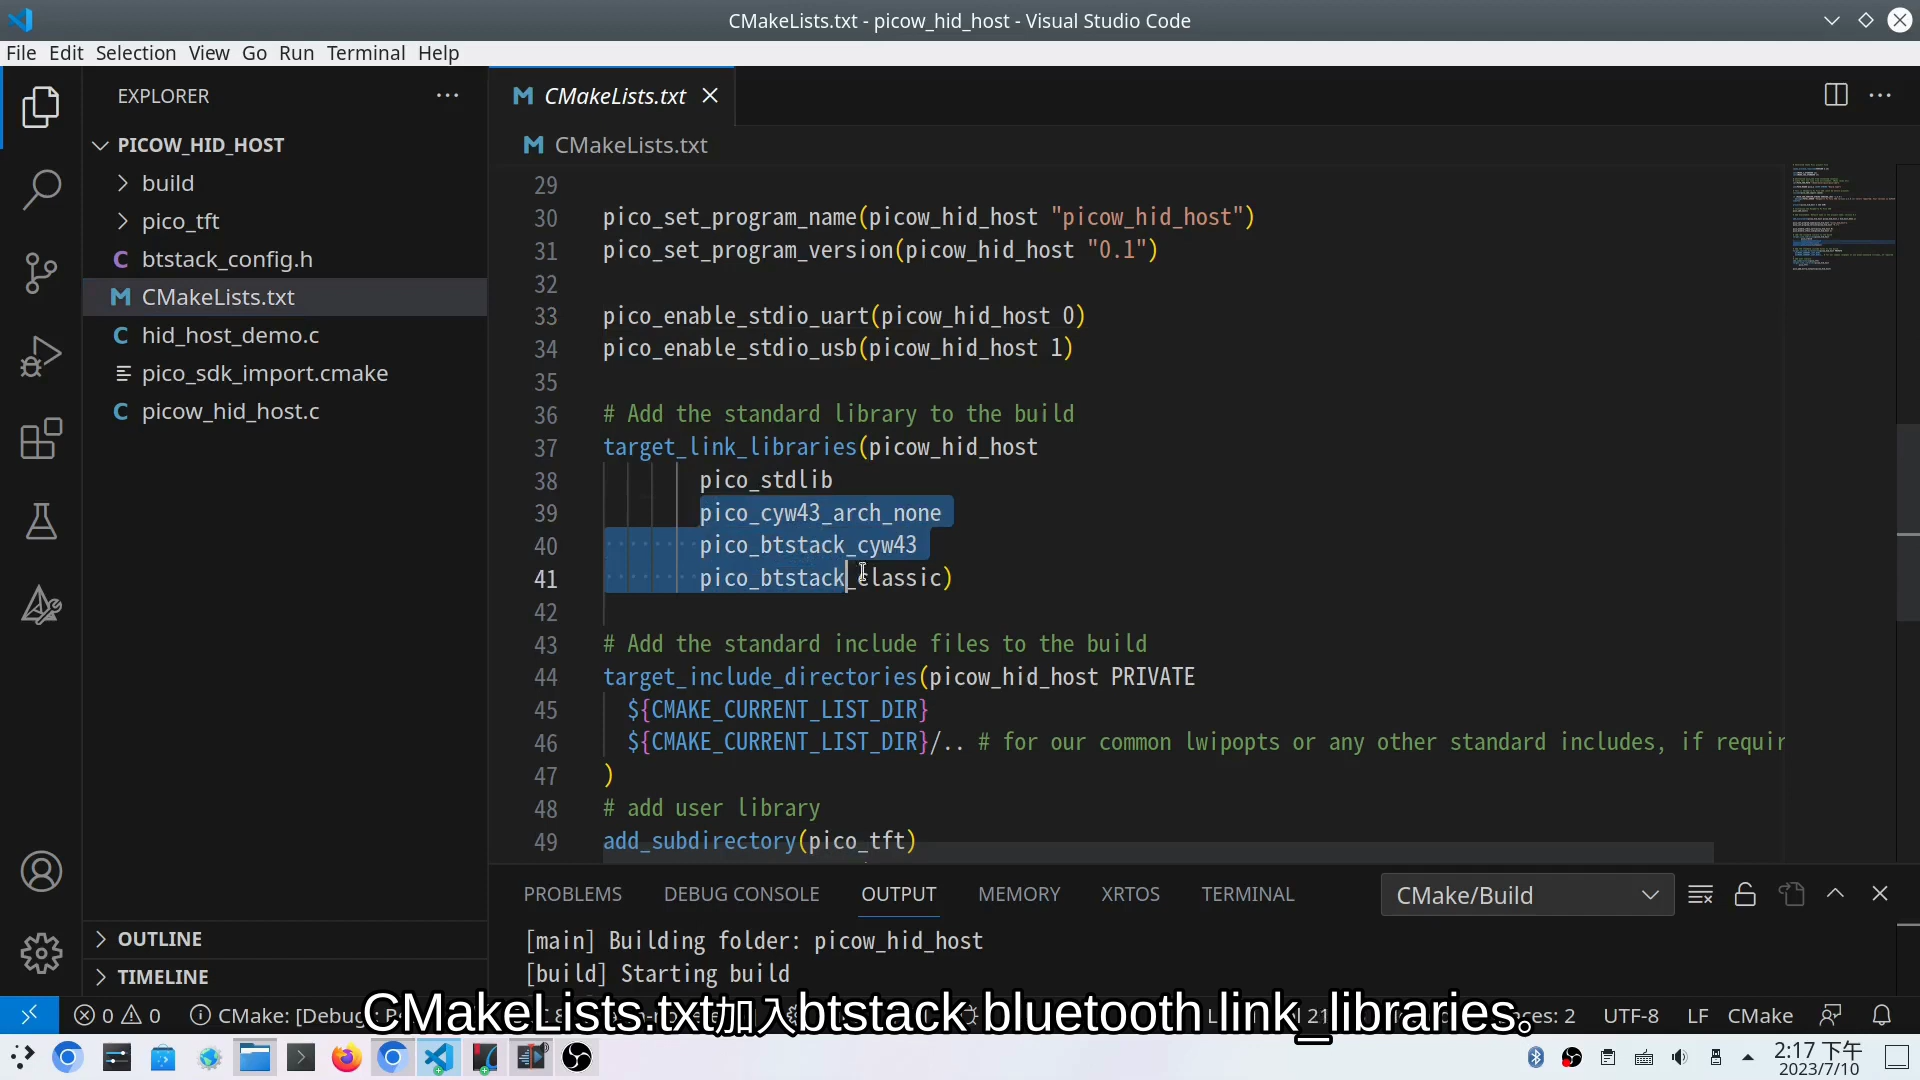 CMakeLists.txt - picow_hid_host - Visual Studio Code
File Edit Selection View Go Run Terminal Help
EXPLORER
PICOW_HID_HOST
build
pico_tft
C btstack_config.h
M CMakeLists.txt
C hid_host_demo.c
pico_sdk_import.cmake
C picow_hid_host.c
OUTLINE
TIMELINE
M CMakeLists.txt
M CMakeLists.txt
29
30 pico_set_program_name(picow_hid_host "picow_hid_host")
31 pico_set_program_version(picow_hid_host "0.1")
32
33 pico_enable_stdio_uart(picow_hid_host 0)
34 pico_enable_stdio_usb(picow_hid_host 1)
35
36 # Add the standard library to the build
37 target_link_libraries(picow_hid_host
38 pico_stdlib
39 pico_cyw43_arch_none
40 pico_btstack_cyw43
41 pico_btstack_classic)
42
43 # Add the standard include files to the build
44 target_include_directories(picow_hid_host PRIVATE
45 ${CMAKE_CURRENT_LIST_DIR}
46 ${CMAKE_CURRENT_LIST_DIR}/.. # for our common lwipopts or any other standard includes, if requir
47 )
48 # add user library
49 add_subdirectory(pico_tft)
PROBLEMS DEBUG CONSOLE OUTPUT MEMORY XRTOS TERMINAL
CMake/Build
[main] Building folder: picow_hid_host
[build] Starting build
0 0 CMake: [Debug
UTF-8 LF CMake
CMakeLists.txt加入btstack bluetooth link_libraries。
2:17 下午
2023/7/10